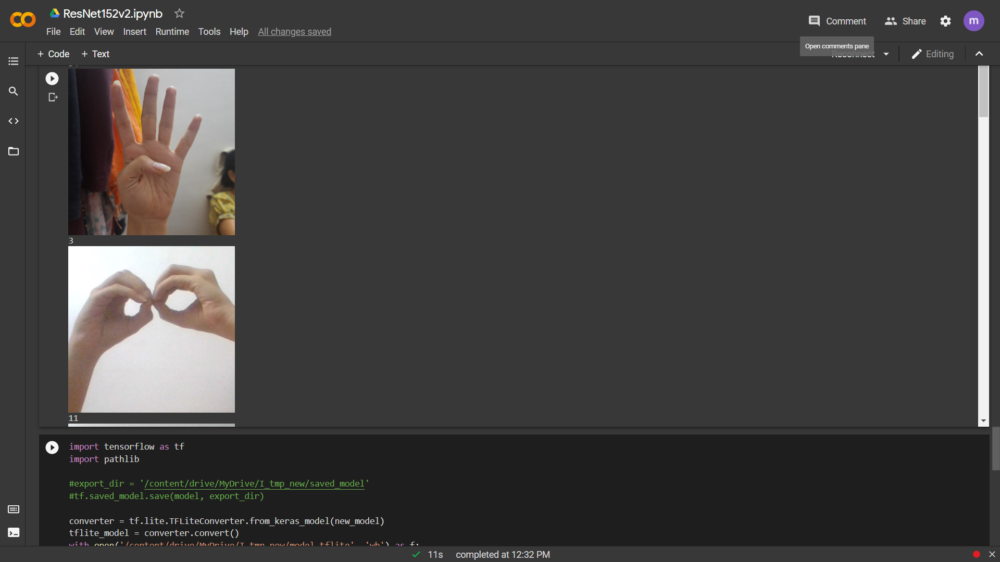 ResNet152v2.ipynb
File Edit View Insert Runtime Tools Help All changes saved
Comment Share m
Open comments pane
+ Code + Text Reconnect Editing
3
11
import tensorflow as tf
import pathlib
#export_dir = '/content/drive/MyDrive/I_tmp_new/saved_model'
#tf.saved_model.save(model, export_dir)
converter = tf.lite.TFLiteConverter.from_keras_model(new_model)
tflite_model = converter.convert()
with open('/content/drive/MyDrive/I_tmp_new/model.tflite', 'wb') as f:
11s completed at 12:32 PM